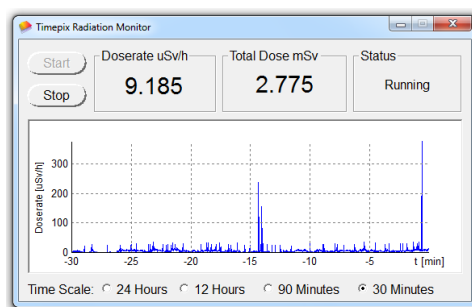 Timepix Radiation Monitor
Start
Stop
Doserate uSv/h
9.185
Total Dose mSv
2.775
Status
Running
Doserate [uSv/h]
300
200
100
0
-30 -25 -20 -15 -10 -5 t [min]
Time Scale: 24 Hours 12 Hours 90 Minutes 30 Minutes